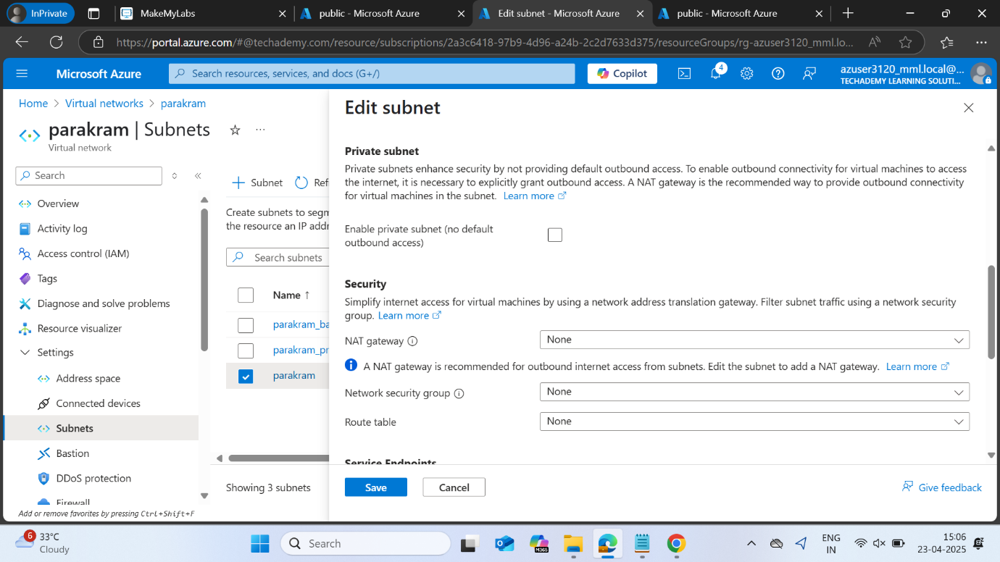 InPrivate
MakeMyLabs
public - Microsoft Azure
Edit subnet - Microsoft Azure
public - Microsoft Azure
https://portal.azure.com/#@techademy.com/resource/subscriptions/2a3c6418-97b9-4d96-a24b-2c2d7633d375/resourceGroups/rg-azuser3120_mml.lo...
Microsoft Azure
Search resources, services, and docs (G+/)
Copilot
4
azuser3120_mml.local@...
TECHADEMY LEARNING SOLUTI...
Home > Virtual networks > parakram
parakram | Subnets
Virtual network
Search
Overview
Activity log
Access control (IAM)
Tags
Diagnose and solve problems
Resource visualizer
Settings
Address space
Connected devices
Subnets
Bastion
DDoS protection
Firewall
Add or remove favorites by pressing Ctrl+Shift+F
Subnet
Ref
Create subnets to segm
the resource an IP addr
Search subnets
Name ↑
parakram_ba
parakram_pr
parakram
Showing 3 subnets
Edit subnet
Private subnet
Private subnets enhance security by not providing default outbound access. To enable outbound connectivity for virtual machines to access
the internet, it is necessary to explicitly grant outbound access. A NAT gateway is the recommended way to provide outbound connectivity
for virtual machines in the subnet. Learn more
Enable private subnet (no default
outbound access)
Security
Simplify internet access for virtual machines by using a network address translation gateway. Filter subnet traffic using a network security
group. Learn more
NAT gateway
None
A NAT gateway is recommended for outbound internet access from subnets. Edit the subnet to add a NAT gateway. Learn more
Network security group
None
Route table
None
Service Endpoints
Save
Cancel
Give feedback
6
33°C
Cloudy
Search
M365
ENG
IN
15:06
23-04-2025